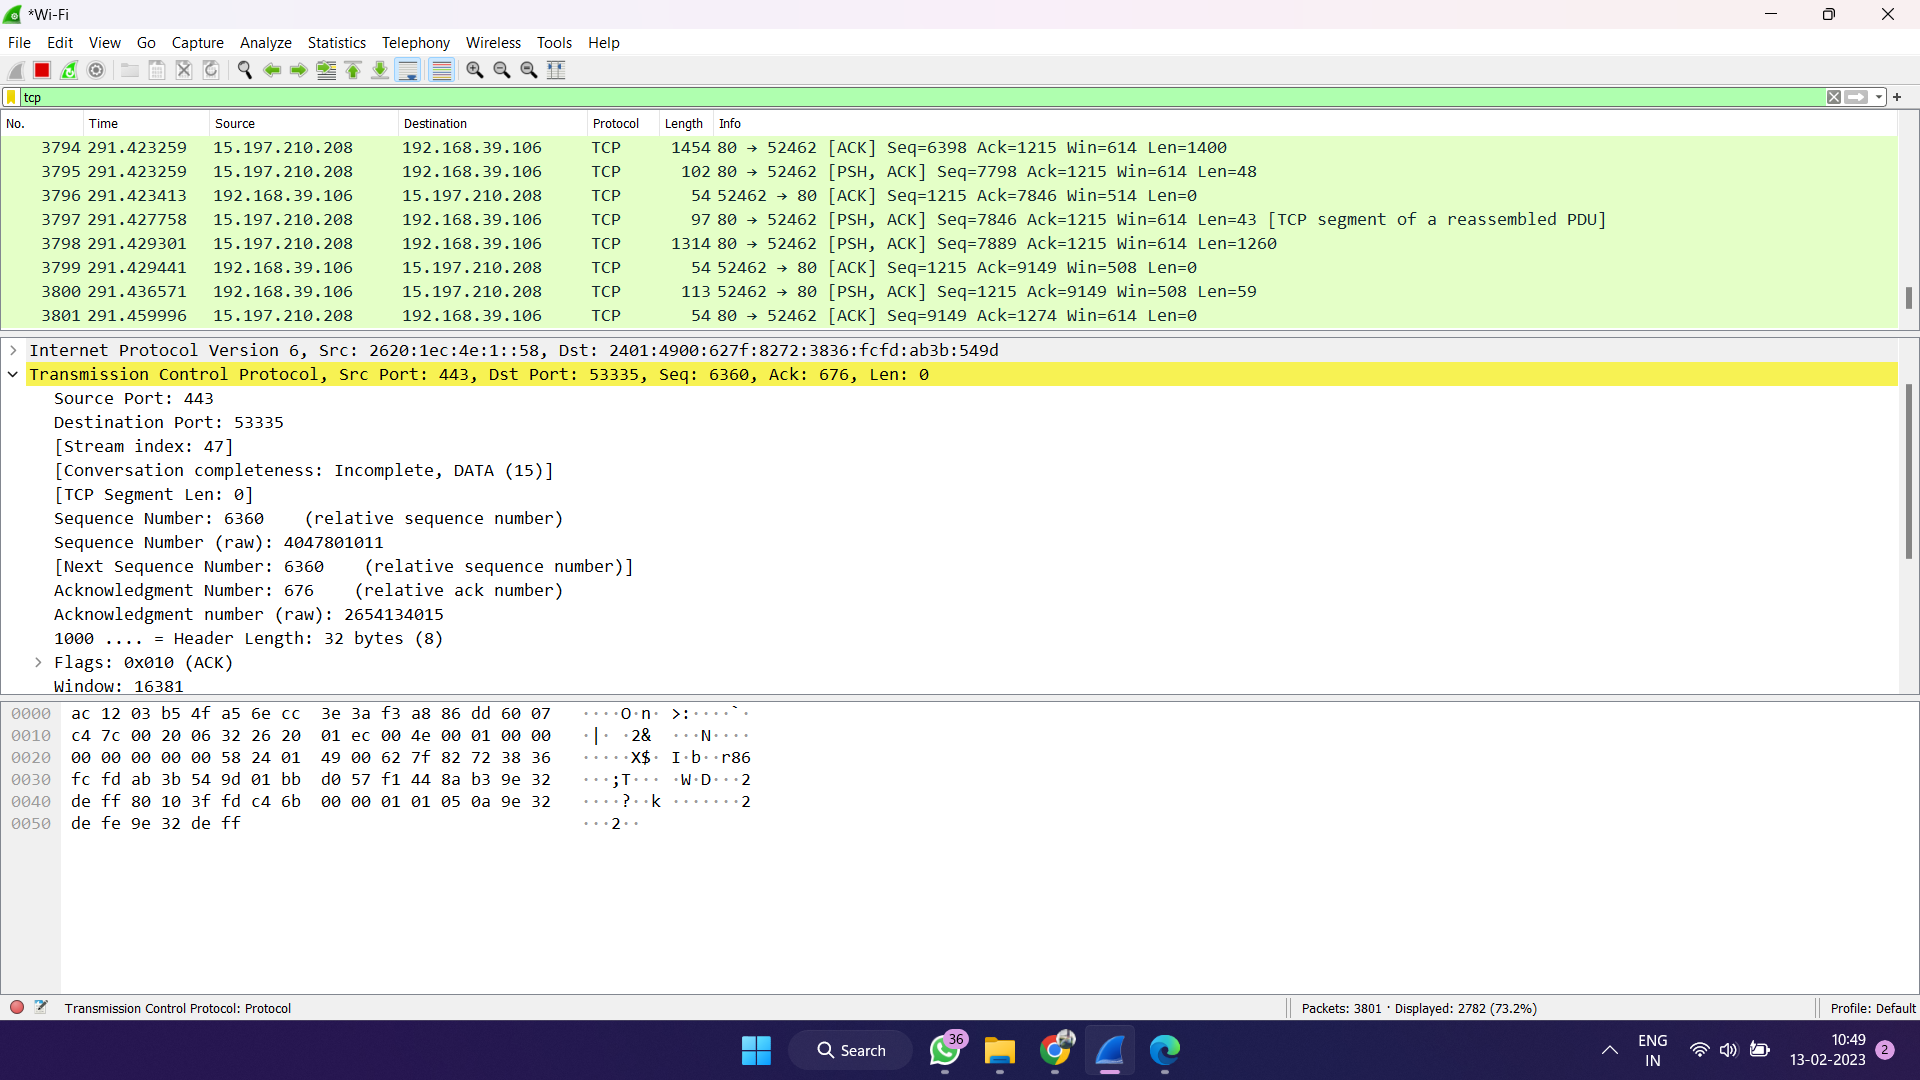 *Wi-Fi
File Edit View Go Capture Analyze Statistics Telephony Wireless Tools Help
tcp
No. Time Source Destination Protocol Length Info
3794 291.423259 15.197.210.208 192.168.39.106 TCP 1454 80 → 52462 [ACK] Seq=6398 Ack=1215 Win=614 Len=1400
3795 291.423259 15.197.210.208 192.168.39.106 TCP 102 80 → 52462 [PSH, ACK] Seq=7798 Ack=1215 Win=614 Len=48
3796 291.423413 192.168.39.106 15.197.210.208 TCP 54 52462 → 80 [ACK] Seq=1215 Ack=7846 Win=514 Len=0
3797 291.427758 15.197.210.208 192.168.39.106 TCP 97 80 → 52462 [PSH, ACK] Seq=7846 Ack=1215 Win=614 Len=43 [TCP segment of a reassembled PDU]
3798 291.429301 15.197.210.208 192.168.39.106 TCP 1314 80 → 52462 [PSH, ACK] Seq=7889 Ack=1215 Win=614 Len=1260
3799 291.429441 192.168.39.106 15.197.210.208 TCP 54 52462 → 80 [ACK] Seq=1215 Ack=9149 Win=508 Len=0
3800 291.436571 192.168.39.106 15.197.210.208 TCP 113 52462 → 80 [PSH, ACK] Seq=1215 Ack=9149 Win=508 Len=59
3801 291.459996 15.197.210.208 192.168.39.106 TCP 54 80 → 52462 [ACK] Seq=9149 Ack=1274 Win=614 Len=0
Internet Protocol Version 6, Src: 2620:1ec:4e:1::58, Dst: 2401:4900:627f:8272:3836:fcfd:ab3b:549d
Transmission Control Protocol, Src Port: 443, Dst Port: 53335, Seq: 6360, Ack: 676, Len: 0
Source Port: 443
Destination Port: 53335
[Stream index: 47]
[Conversation completeness: Incomplete, DATA (15)]
[TCP Segment Len: 0]
Sequence Number: 6360 (relative sequence number)
Sequence Number (raw): 4047801011
[Next Sequence Number: 6360 (relative sequence number)]
Acknowledgment Number: 676 (relative ack number)
Acknowledgment number (raw): 2654134015
1000 .... = Header Length: 32 bytes (8)
Flags: 0x010 (ACK)
Window: 16381
0000 ac 12 03 b5 4f a5 6e cc 3e 3a f3 a8 86 dd 60 07 ····O·n· >:····`·
0010 c4 7c 00 20 06 32 26 20 01 ec 00 4e 00 01 00 00 ·|· ·2& ···N····
0020 00 00 00 00 00 58 24 01 49 00 62 7f 82 72 38 36 ·····X$· I·b··r86
0030 fc fd ab 3b 54 9d 01 bb d0 57 f1 44 8a b3 9e 32 ···;T··· ·W·D···2
0040 de ff 80 10 3f fd c4 6b 00 00 01 01 05 0a 9e 32 ····?··k ·······2
0050 de fe 9e 32 de ff ···2··
Transmission Control Protocol: Protocol
Packets: 3801 · Displayed: 2782 (73.2%)
Profile: Default
Search
36
ENG
IN
10:49
13-02-2023
2